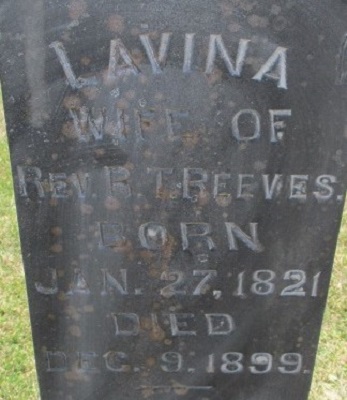 LAVINA
WIFE OF
REV. R. T. REEVES.
BORN
JAN. 27, 1821
DIED
DEC. 9. 1899.